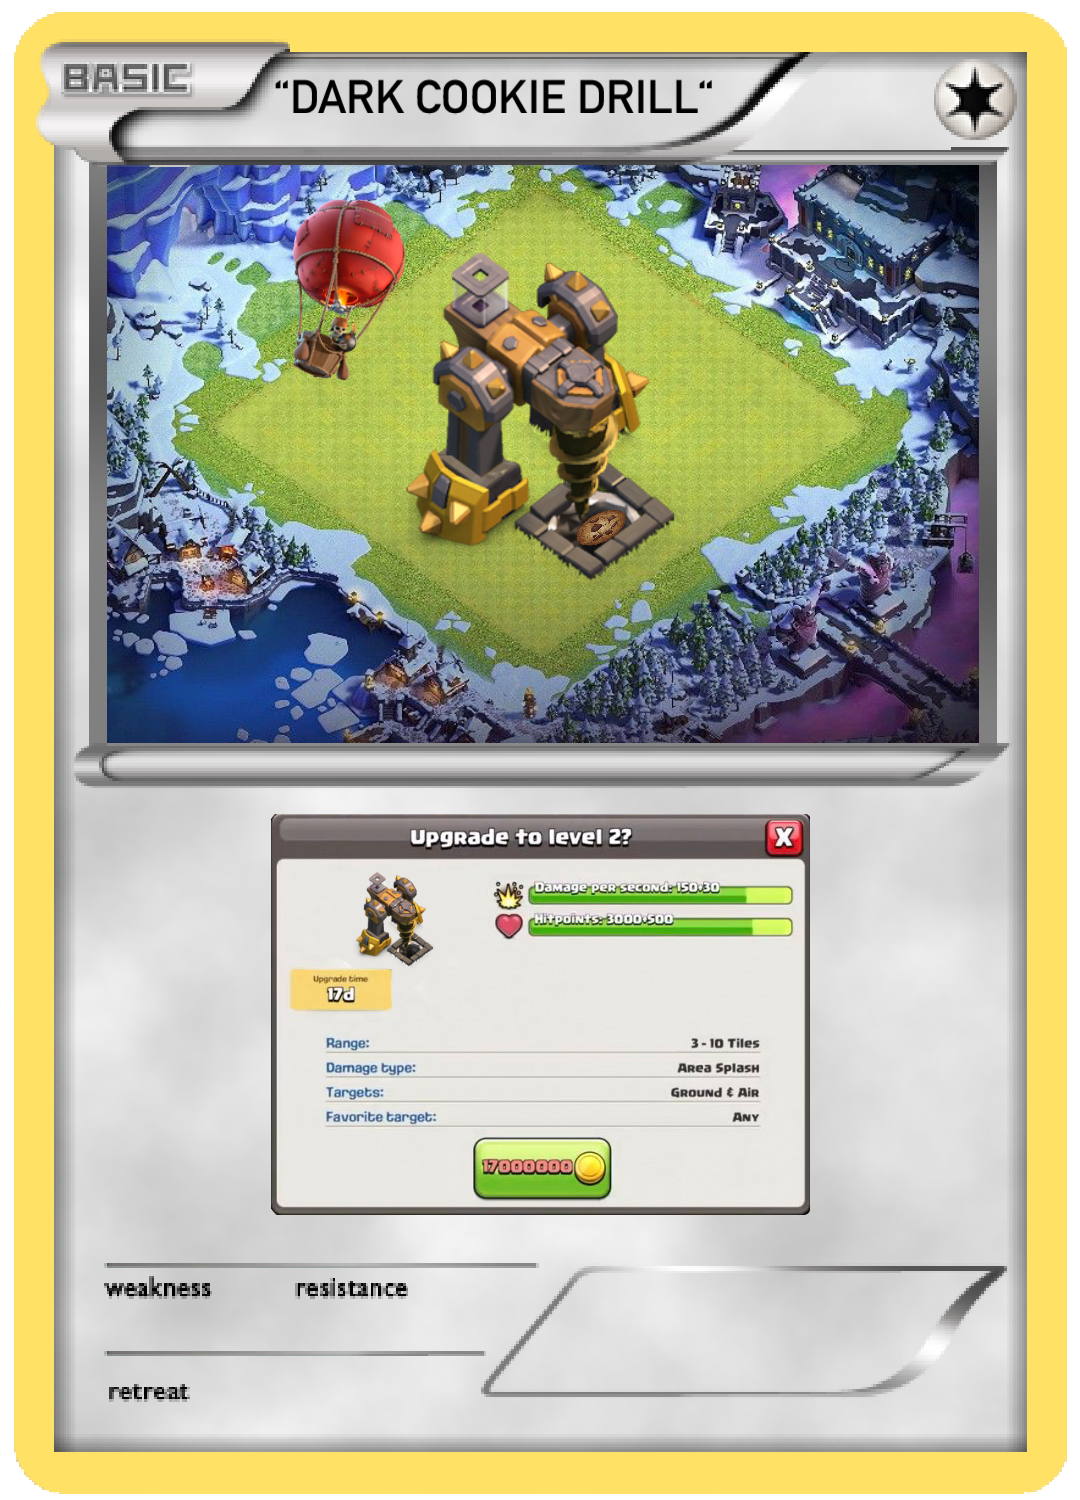 BASIC
“DARK COOKIE DRILL“
Upgrade to level 2?
X
Damage per second: 150+30
Hitpoints: 3000+500
Upgrade time
17d
Range: 3 - 10 Tiles
Damage type: Area Splash
Targets: Ground & Air
Favorite target: Any
17000000
weakness resistance
retreat